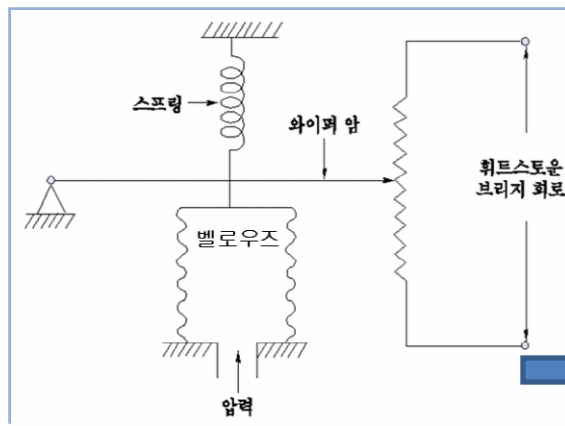 스프링
와이퍼 암
휘트스토운
브리지 회로
벨로우즈
압력